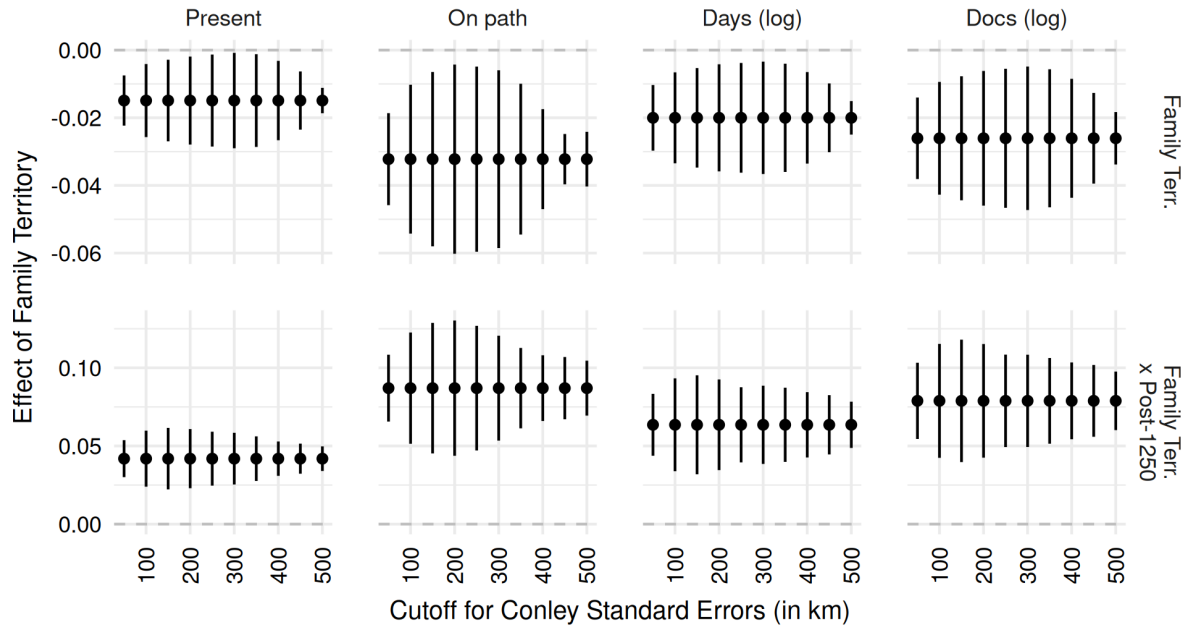 Present
On path
Days (log)
Docs (log)
Effect of Family Territory
0.00
-0.02
-0.04
-0.06
Family Terr.
0.10
0.05
0.00
Family Terr.
x Post-1250
100 200 300 400 500
100 200 300 400 500
100 200 300 400 500
100 200 300 400 500
Cutoff for Conley Standard Errors (in km)